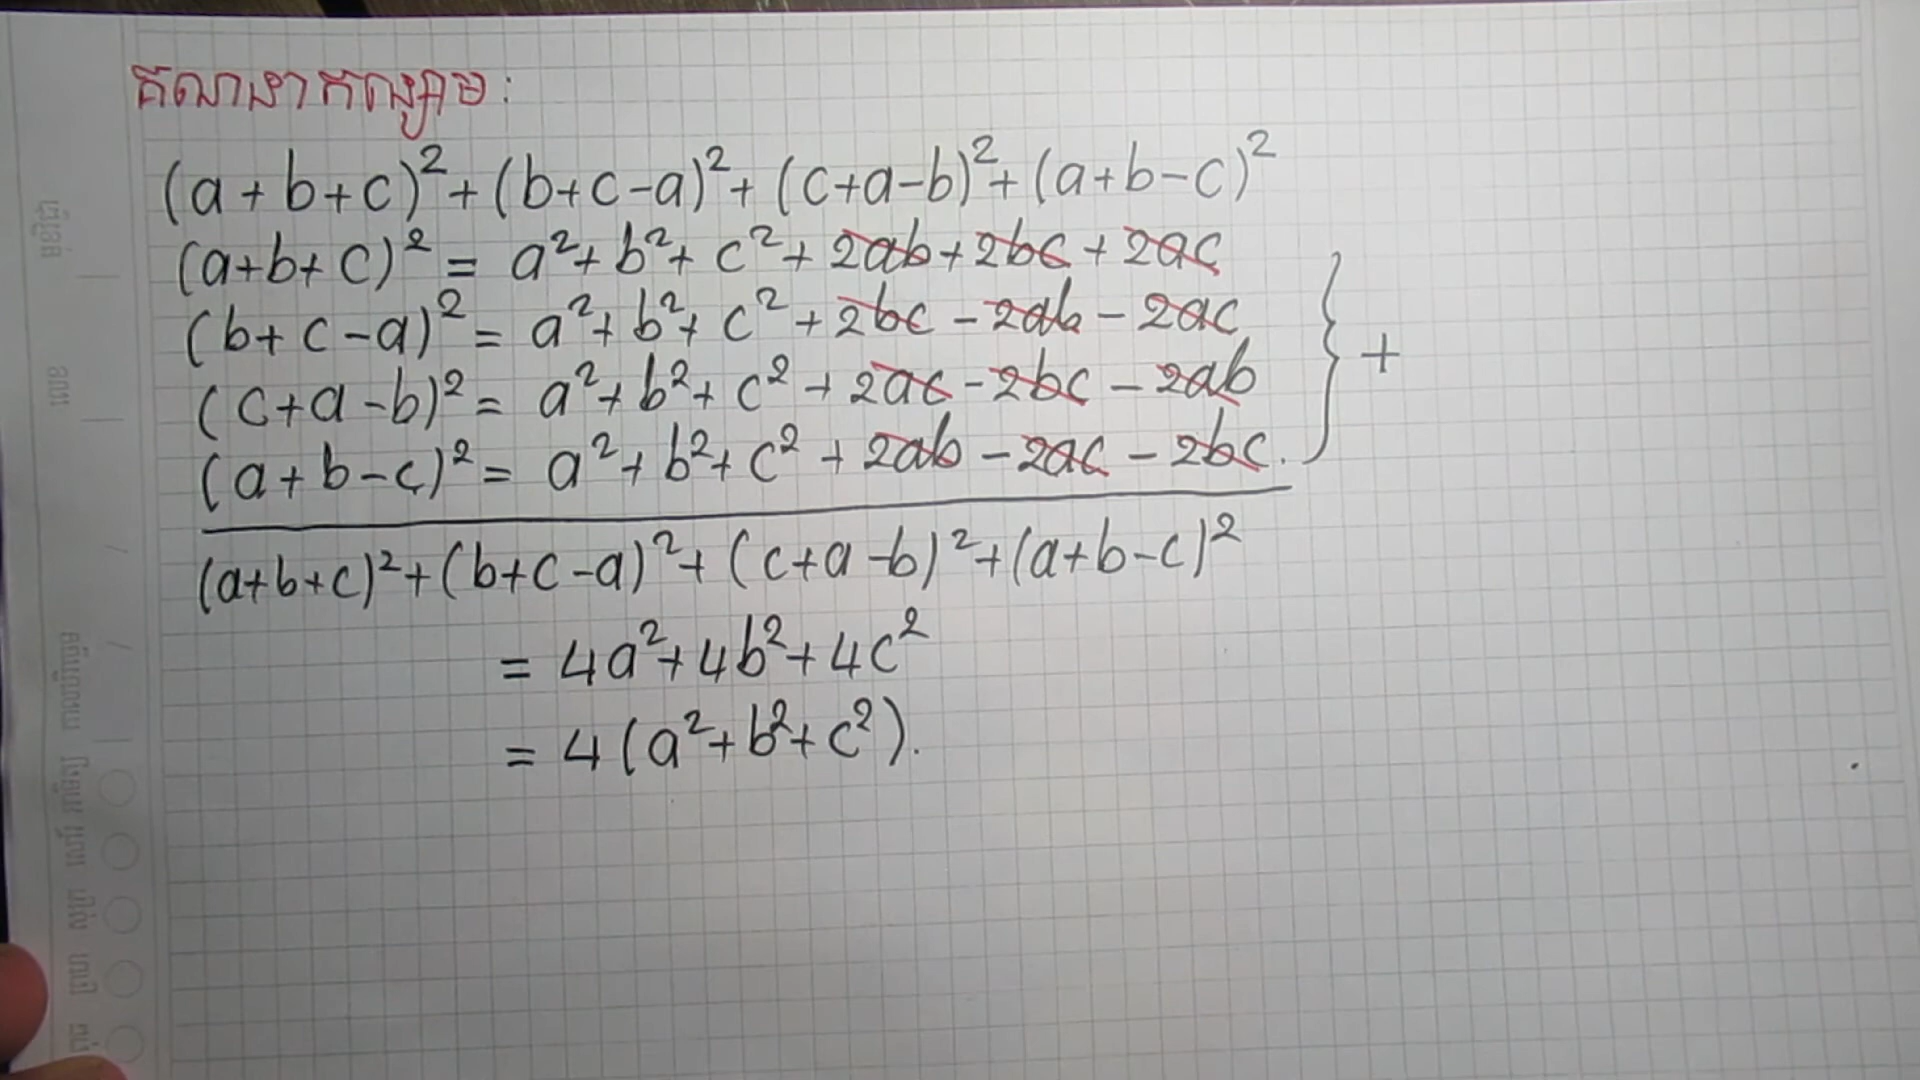 គណនាកន្សោម :
(a+b+c)²+(b+c-a)²+(c+a-b)²+(a+b-c)²
(a+b+c)² = a²+b²+c²+2ab+2bc+2ac
(b+c-a)² = a²+b²+c²+2bc-2ab-2ac
(c+a-b)² = a²+b²+c²+2ac-2bc-2ab
(a+b-c)² = a²+b²+c²+2ab-2ac-2bc.
} +
(a+b+c)²+(b+c-a)²+(c+a-b)²+(a+b-c)²
= 4a²+4b²+4c²
= 4(a²+b²+c²).